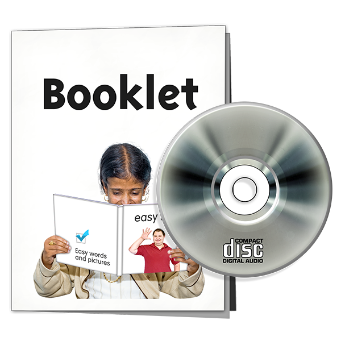 Booklet
easy
Easy words
and pictures
COMPACT
disc
DIGITAL AUDIO